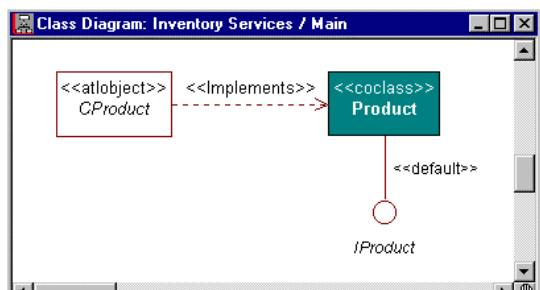 Class Diagram: Inventory Services / Main
<<atlobject>>
CProduct
<<Implements>>
<<coclass>>
Product
<<default>>
IProduct